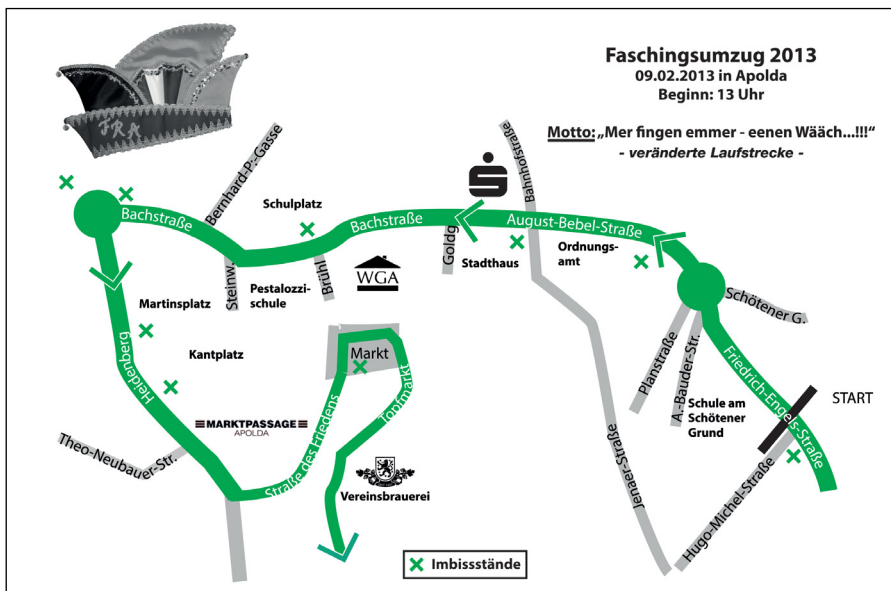 Faschingsumzug 2013
09.02.2013 in Apolda
Beginn: 13 Uhr
Motto: „Mer fingen emmer - eenen Wääch...!!!“
- veränderte Laufstrecke -
FRA
Bernhard-P.-Gasse
Bahnhofstraße
Schulplatz
Bachstraße
Bachstraße
August-Bebel-Straße
Goldg.
Stadthaus
Ordnungs-
amt
Steinw.
Pestalozzi-
schule
Brühl
WGA
Schötener G.
Martinsplatz
Heidenberg
Kantplatz
Markt
Topfmarkt
Planstraße
A.-Bauder-Str.
Friedrich-Engels-Straße
START
Schule am
Schötener
Grund
MARKTPASSAGE
APOLDA
Theo-Neubauer-Str.
Straße des Friedens
Vereinsbrauerei
Jenaer-Straße
Hugo-Michel-Straße
Imbissstände